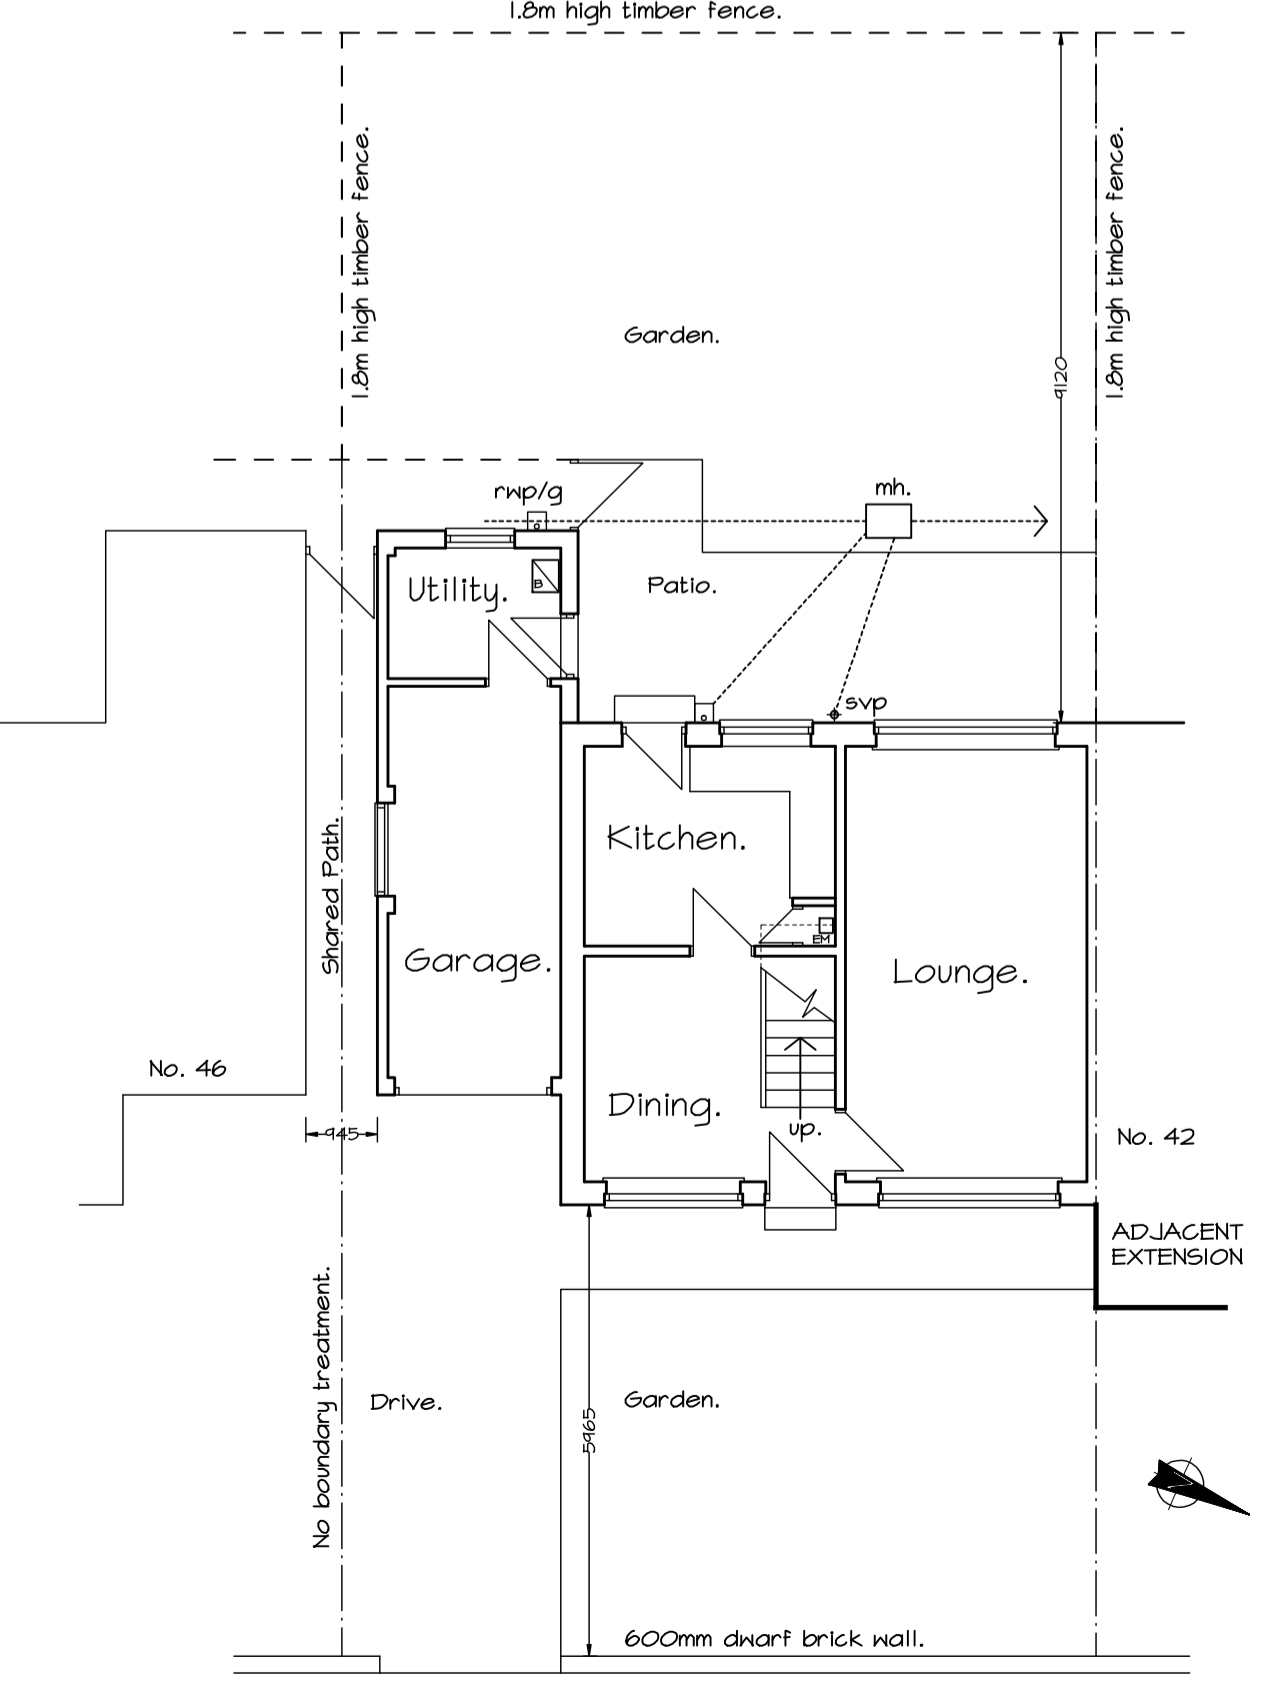 1.8m high timber fence.
1.8m high timber fence.
1.8m high timber fence.
Garden.
9120
rwp/g
mh.
Utility.
B
Patio.
svp
Kitchen.
Shared Path.
EM
Garage.
Lounge.
No. 46
Dining.
945
up.
No. 42
ADJACENT
EXTENSION
No boundary treatment.
Drive.
Garden.
5965
600mm dwarf brick wall.